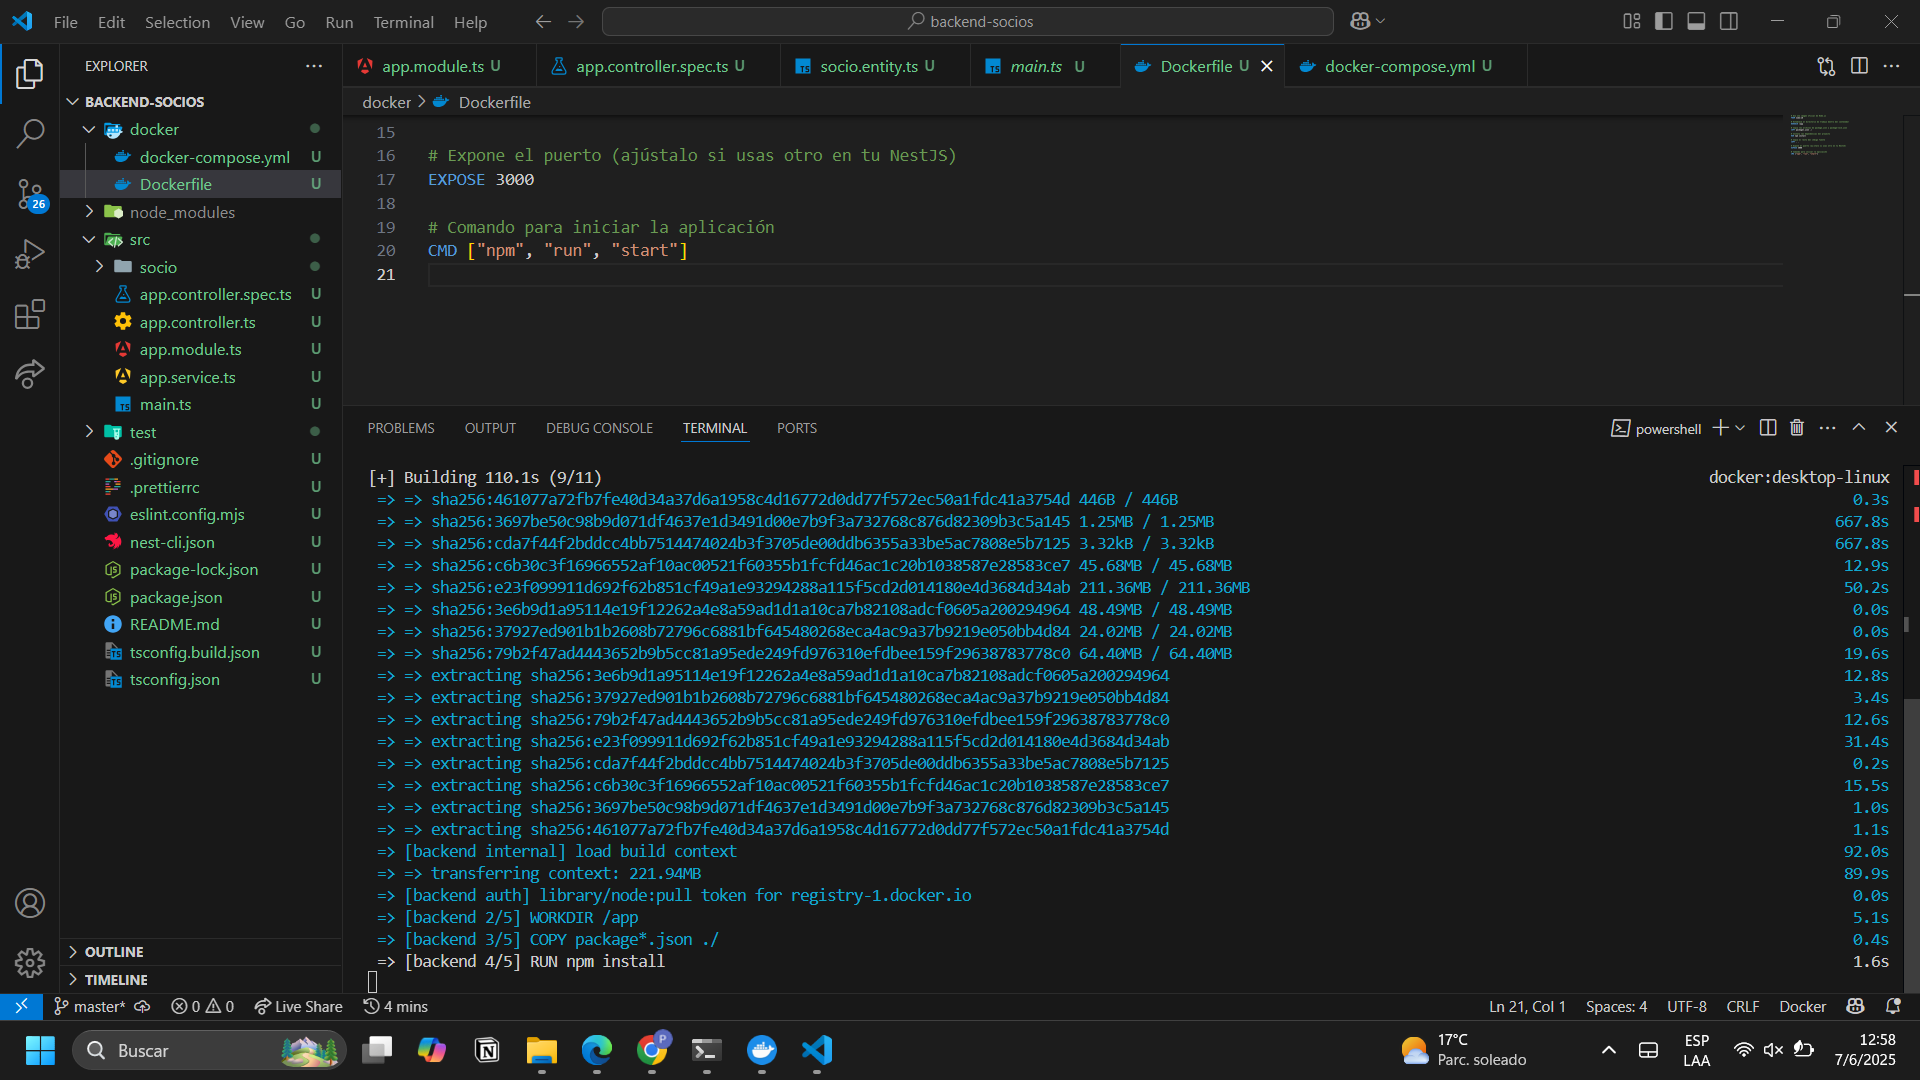 File Edit Selection View Go Run Terminal Help
backend-socios
EXPLORER
BACKEND-SOCIOS
docker
docker-compose.yml U
Dockerfile U
node_modules
src
socio
app.controller.spec.ts U
app.controller.ts U
app.module.ts U
app.service.ts U
main.ts U
test
.gitignore U
.prettierrc U
eslint.config.mjs U
nest-cli.json U
package-lock.json U
package.json U
README.md U
tsconfig.build.json U
tsconfig.json U
OUTLINE
TIMELINE
26
app.module.ts U
app.controller.spec.ts U
socio.entity.ts U
main.ts U
Dockerfile U
docker-compose.yml U
docker > Dockerfile
15
16 # Expone el puerto (ajústalo si usas otro en tu NestJS)
17 EXPOSE 3000
18
19 # Comando para iniciar la aplicación
20 CMD ["npm", "run", "start"]
21
PROBLEMS OUTPUT DEBUG CONSOLE TERMINAL PORTS
powershell
[+] Building 110.1s (9/11) docker:desktop-linux
=> => sha256:461077a72fb7fe40d34a37d6a1958c4d16772d0dd77f572ec50a1fdc41a3754d 446B / 446B 0.3s
=> => sha256:3697be50c98b9d071df4637e1d3491d00e7b9f3a732768c876d82309b3c5a145 1.25MB / 1.25MB 667.8s
=> => sha256:cda7f44f2bddcc4bb7514474024b3f3705de00ddb6355a33be5ac7808e5b7125 3.32kB / 3.32kB 667.8s
=> => sha256:c6b30c3f16966552af10ac00521f60355b1fcfd46ac1c20b1038587e28583ce7 45.68MB / 45.68MB 12.9s
=> => sha256:e23f099911d692f62b851cf49a1e93294288a115f5cd2d014180e4d3684d34ab 211.36MB / 211.36MB 50.2s
=> => sha256:3e6b9d1a95114e19f12262a4e8a59ad1d1a10ca7b82108adcf0605a200294964 48.49MB / 48.49MB 0.0s
=> => sha256:37927ed901b1b2608b72796c6881bf645480268eca4ac9a37b9219e050bb4d84 24.02MB / 24.02MB 0.0s
=> => sha256:79b2f47ad4443652b9b5cc81a95ede249fd976310efdbee159f29638783778c0 64.40MB / 64.40MB 19.6s
=> => extracting sha256:3e6b9d1a95114e19f12262a4e8a59ad1d1a10ca7b82108adcf0605a200294964 12.8s
=> => extracting sha256:37927ed901b1b2608b72796c6881bf645480268eca4ac9a37b9219e050bb4d84 3.4s
=> => extracting sha256:79b2f47ad4443652b9b5cc81a95ede249fd976310efdbee159f29638783778c0 12.6s
=> => extracting sha256:e23f099911d692f62b851cf49a1e93294288a115f5cd2d014180e4d3684d34ab 31.4s
=> => extracting sha256:cda7f44f2bddcc4bb7514474024b3f3705de00ddb6355a33be5ac7808e5b7125 0.2s
=> => extracting sha256:c6b30c3f16966552af10ac00521f60355b1fcfd46ac1c20b1038587e28583ce7 15.5s
=> => extracting sha256:3697be50c98b9d071df4637e1d3491d00e7b9f3a732768c876d82309b3c5a145 1.0s
=> => extracting sha256:461077a72fb7fe40d34a37d6a1958c4d16772d0dd77f572ec50a1fdc41a3754d 1.1s
=> [backend internal] load build context 92.0s
=> => transferring context: 221.94MB 89.9s
=> [backend auth] library/node:pull token for registry-1.docker.io 0.0s
=> [backend 2/5] WORKDIR /app 5.1s
=> [backend 3/5] COPY package*.json ./ 0.4s
=> [backend 4/5] RUN npm install 1.6s
master* 0 0 Live Share 4 mins Ln 21, Col 1 Spaces: 4 UTF-8 CRLF Docker
Buscar
17°C
Parc. soleado
ESP
LAA
12:58
7/6/2025